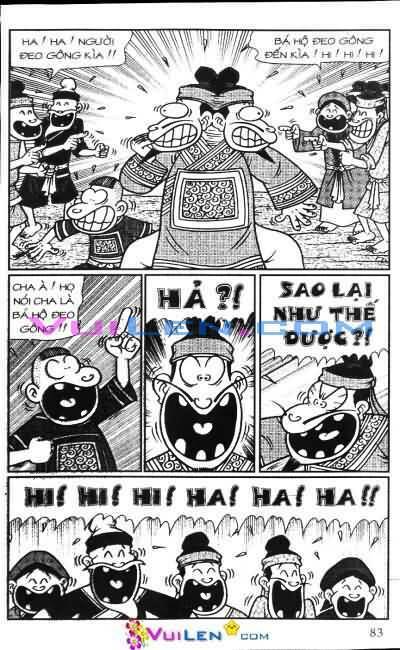 HA! HA! NGƯỜI
ĐEO GÔNG KÌA!!
BÁ HỘ ĐEO GÔNG
ĐẾN KÌA! HI! HI! HI!
CHA À! HỌ
NÓI CHA LÀ
BÁ HỘ ĐEO
GÔNG!!
HẢ?!
SAO LẠI
NHƯ THẾ
ĐƯỢC?!
VUILEN.COM
HI! HI! HI! HA! HA! HA!!
83
VUILEN.COM